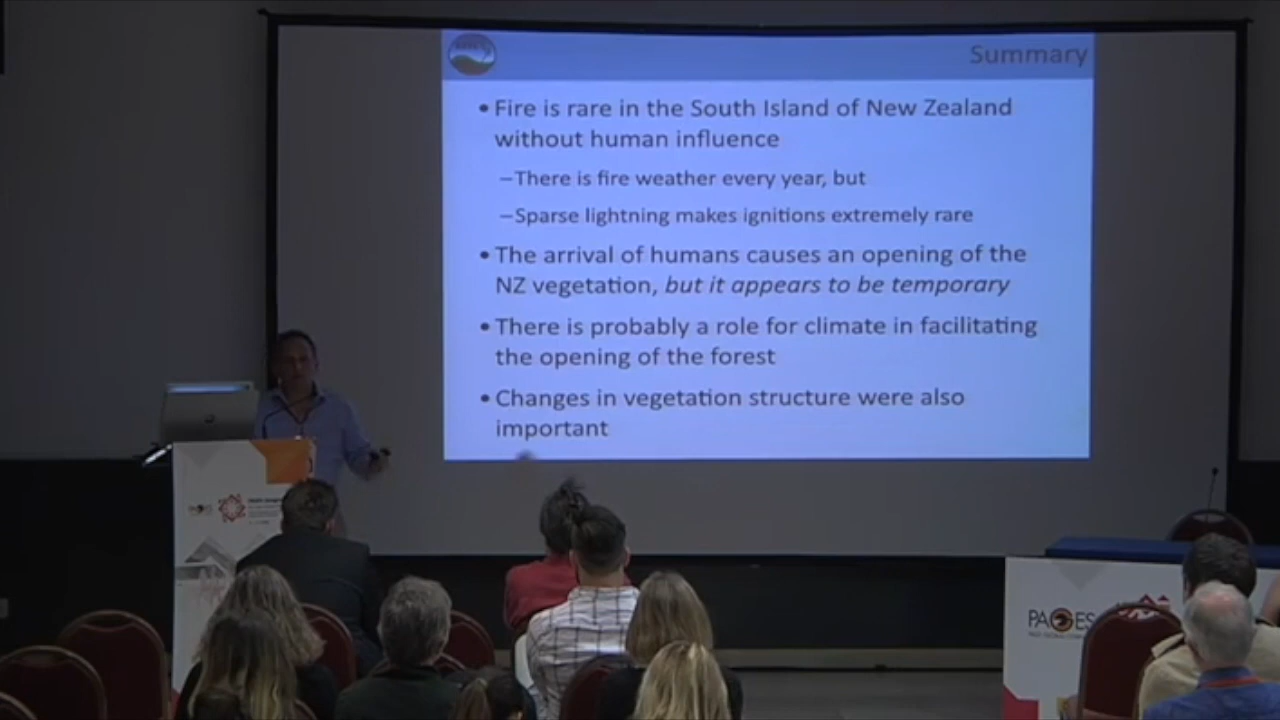 Summary
• Fire is rare in the South Island of New Zealand
without human influence
–There is fire weather every year, but
–Sparse lightning makes ignitions extremely rare
• The arrival of humans causes an opening of the
NZ vegetation, but it appears to be temporary
• There is probably a role for climate in facilitating
the opening of the forest
• Changes in vegetation structure were also
important
PAGES